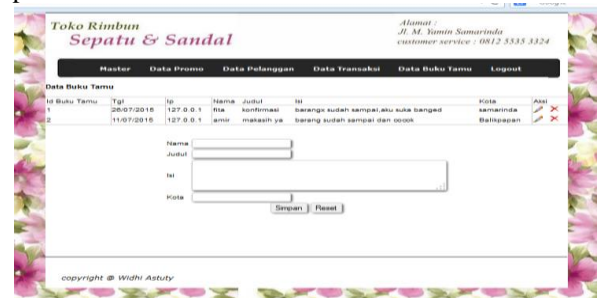 Toko Rimbun
Sepatu & Sandal
Alamat :
Jl. M. Yamin Samarinda
customer service : 0812 5535 3324
Master Data Promo Data Pelanggan Data Transaksi Data Buku Tamu Logout
Data Buku Tamu
Id Buku Tamu Tgl Ip Nama Judul Isi Kota Aksi
1 26/07/2015 127.0.0.1 fita konfirmasi barangx sudah sampai,aku suka banged samarinda
2 11/07/2015 127.0.0.1 amir makasih ya barang sudah sampai dan cocok Balikpapan
Nama
Judul
Isi
Kota
Simpan Reset
copyright @ Widhi Astuty